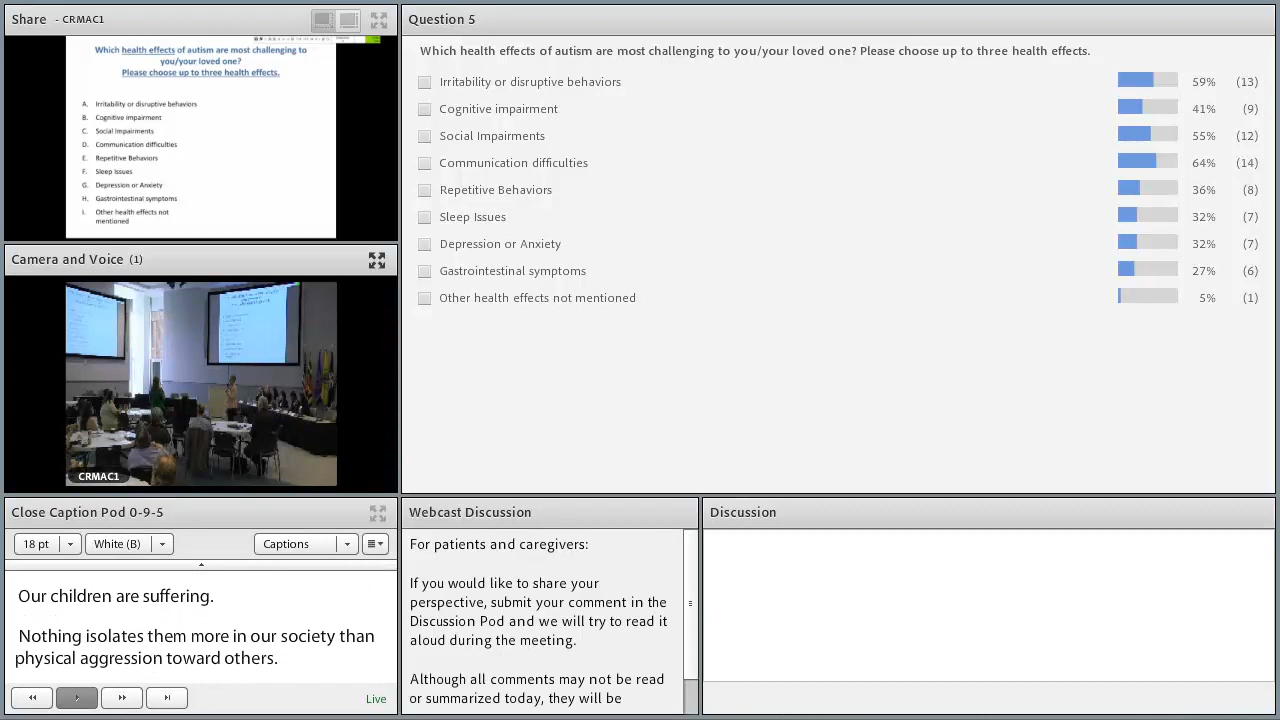 Share - CRMAC1
Which health effects of autism are most challenging to
you/your loved one?
Please choose up to three health effects.
A. Irritability or disruptive behaviors
B. Cognitive impairment
C. Social Impairments
D. Communication difficulties
E. Repetitive Behaviors
F. Sleep Issues
G. Depression or Anxiety
H. Gastrointestinal symptoms
I. Other health effects not
mentioned
Camera and Voice (1)
CRMAC1
Question 5
Which health effects of autism are most challenging to you/your loved one? Please choose up to three health effects.
Irritability or disruptive behaviors 59% (13)
Cognitive impairment 41% (9)
Social Impairments 55% (12)
Communication difficulties 64% (14)
Repetitive Behaviors 36% (8)
Sleep Issues 32% (7)
Depression or Anxiety 32% (7)
Gastrointestinal symptoms 27% (6)
Other health effects not mentioned 5% (1)
Close Caption Pod 0-9-5
18 pt White (B) Captions
Our children are suffering.
Nothing isolates them more in our society than
physical aggression toward others.
Live
Webcast Discussion
For patients and caregivers:
If you would like to share your
perspective, submit your comment in the
Discussion Pod and we will try to read it
aloud during the meeting.
Although all comments may not be read
or summarized today, they will be
Discussion